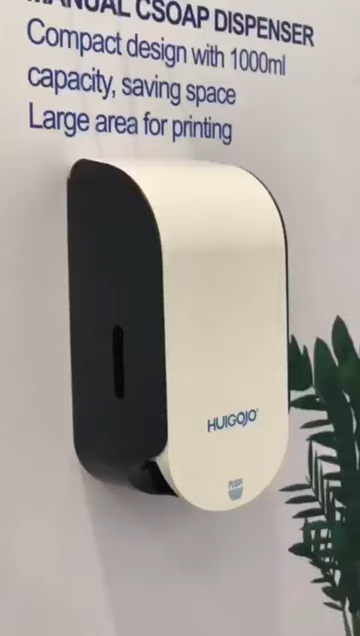 MANUAL CSOAP DISPENSER
Compact design with 1000ml
capacity, saving space
Large area for printing
HUIGOJO
PUSH